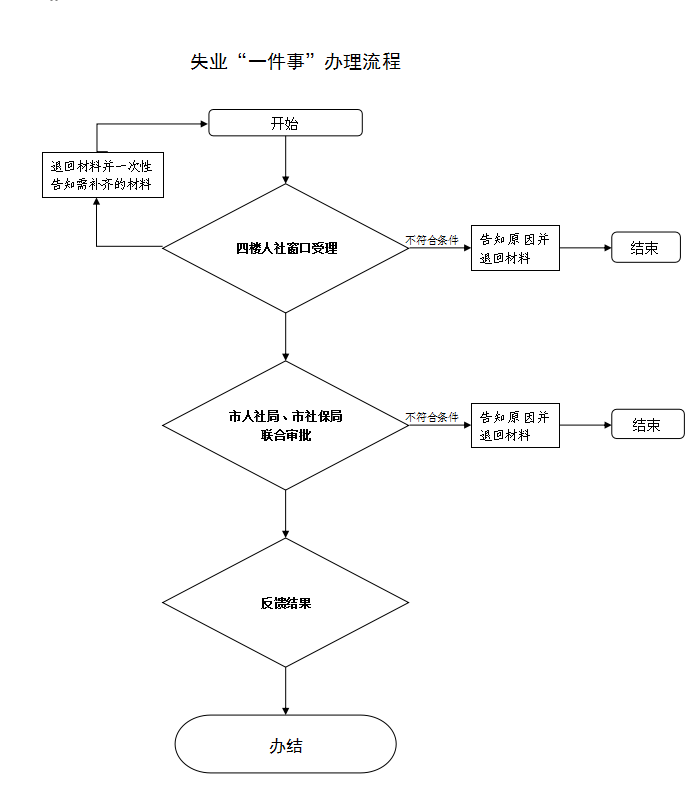 失业“一件事”办理流程
开始
退回材料并一次性
告知需补齐的材料
四楼人社窗口受理
不符合条件
告知原因并
退回材料
结束
市人社局、市社保局
联合审批
不符合条件
告知原因并
退回材料
结束
反馈结果
办结